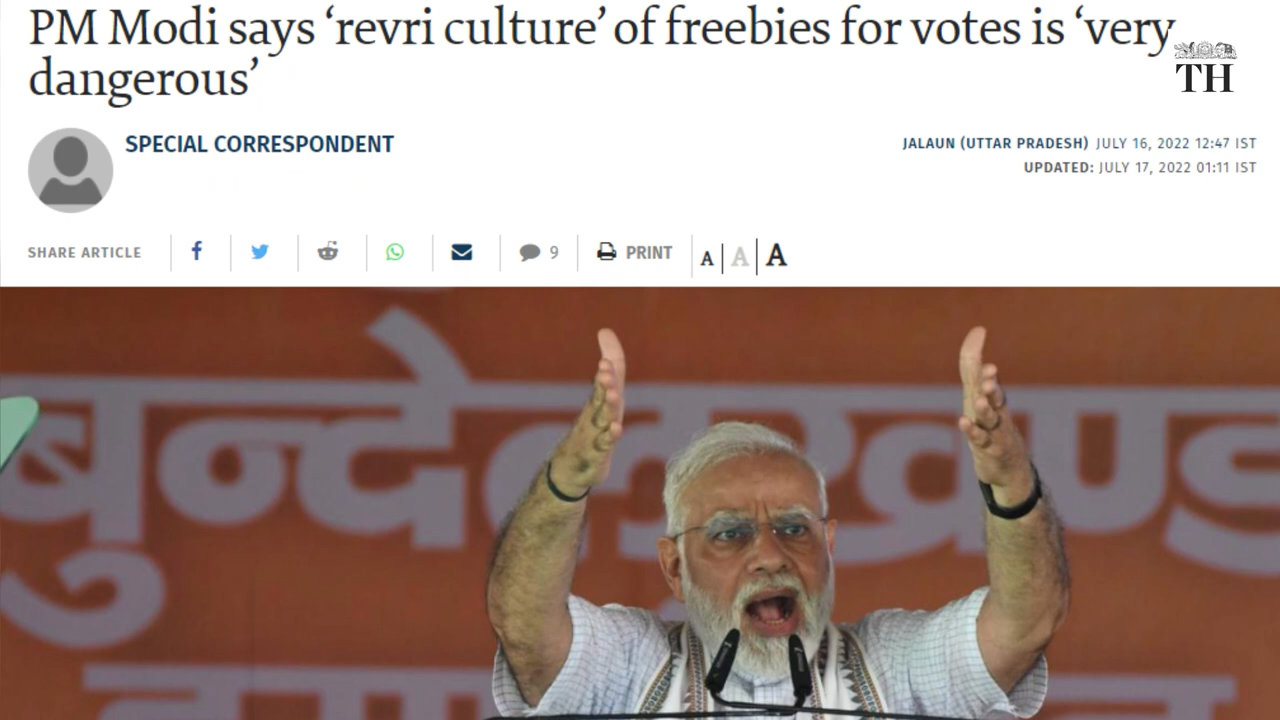 PM Modi says ‘revri culture’ of freebies for votes is ‘very
dangerous’
TH
SPECIAL CORRESPONDENT
JALAUN (UTTAR PRADESH) JULY 16, 2022 12:47 IST
UPDATED: JULY 17, 2022 01:11 IST
SHARE ARTICLE
f
9
PRINT
A | A | A
बुन्देलखण्ड